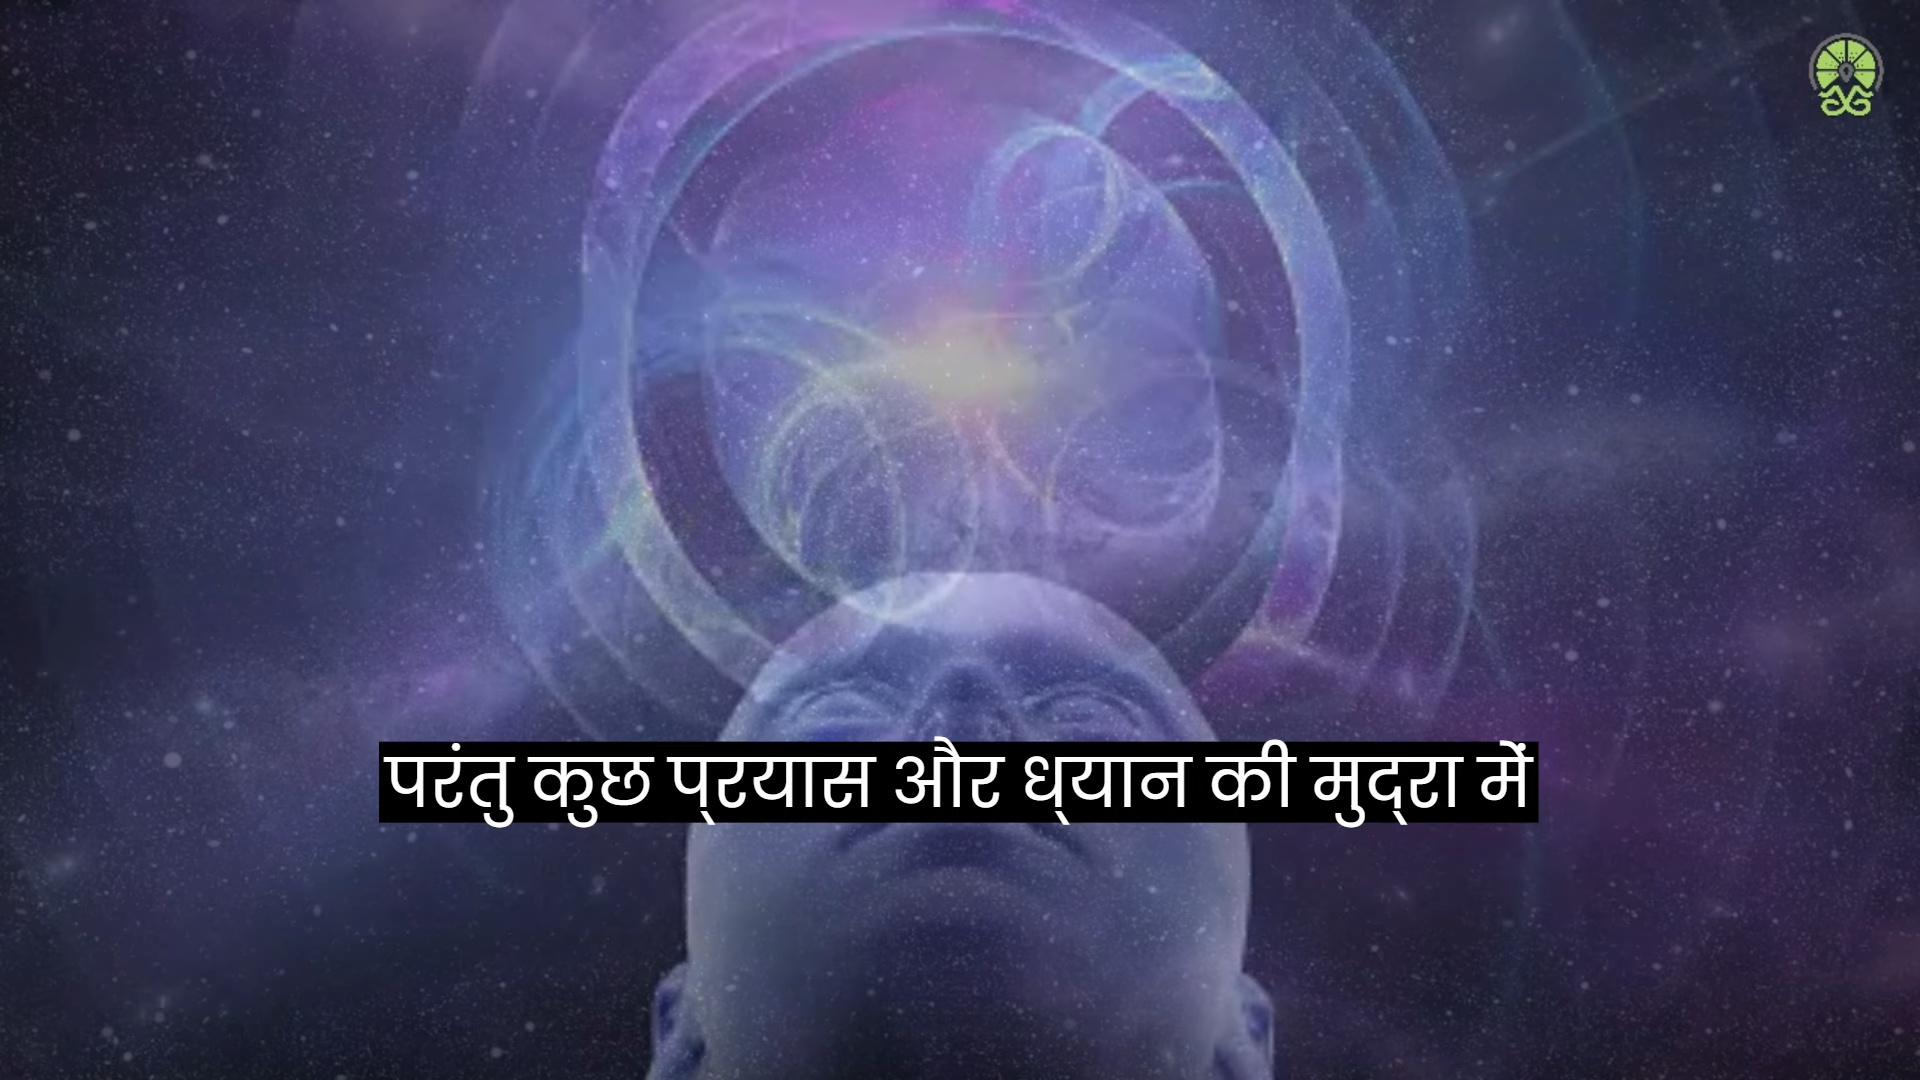 परंतु कुछ प्रयास और ध्यान की मुद्रा में